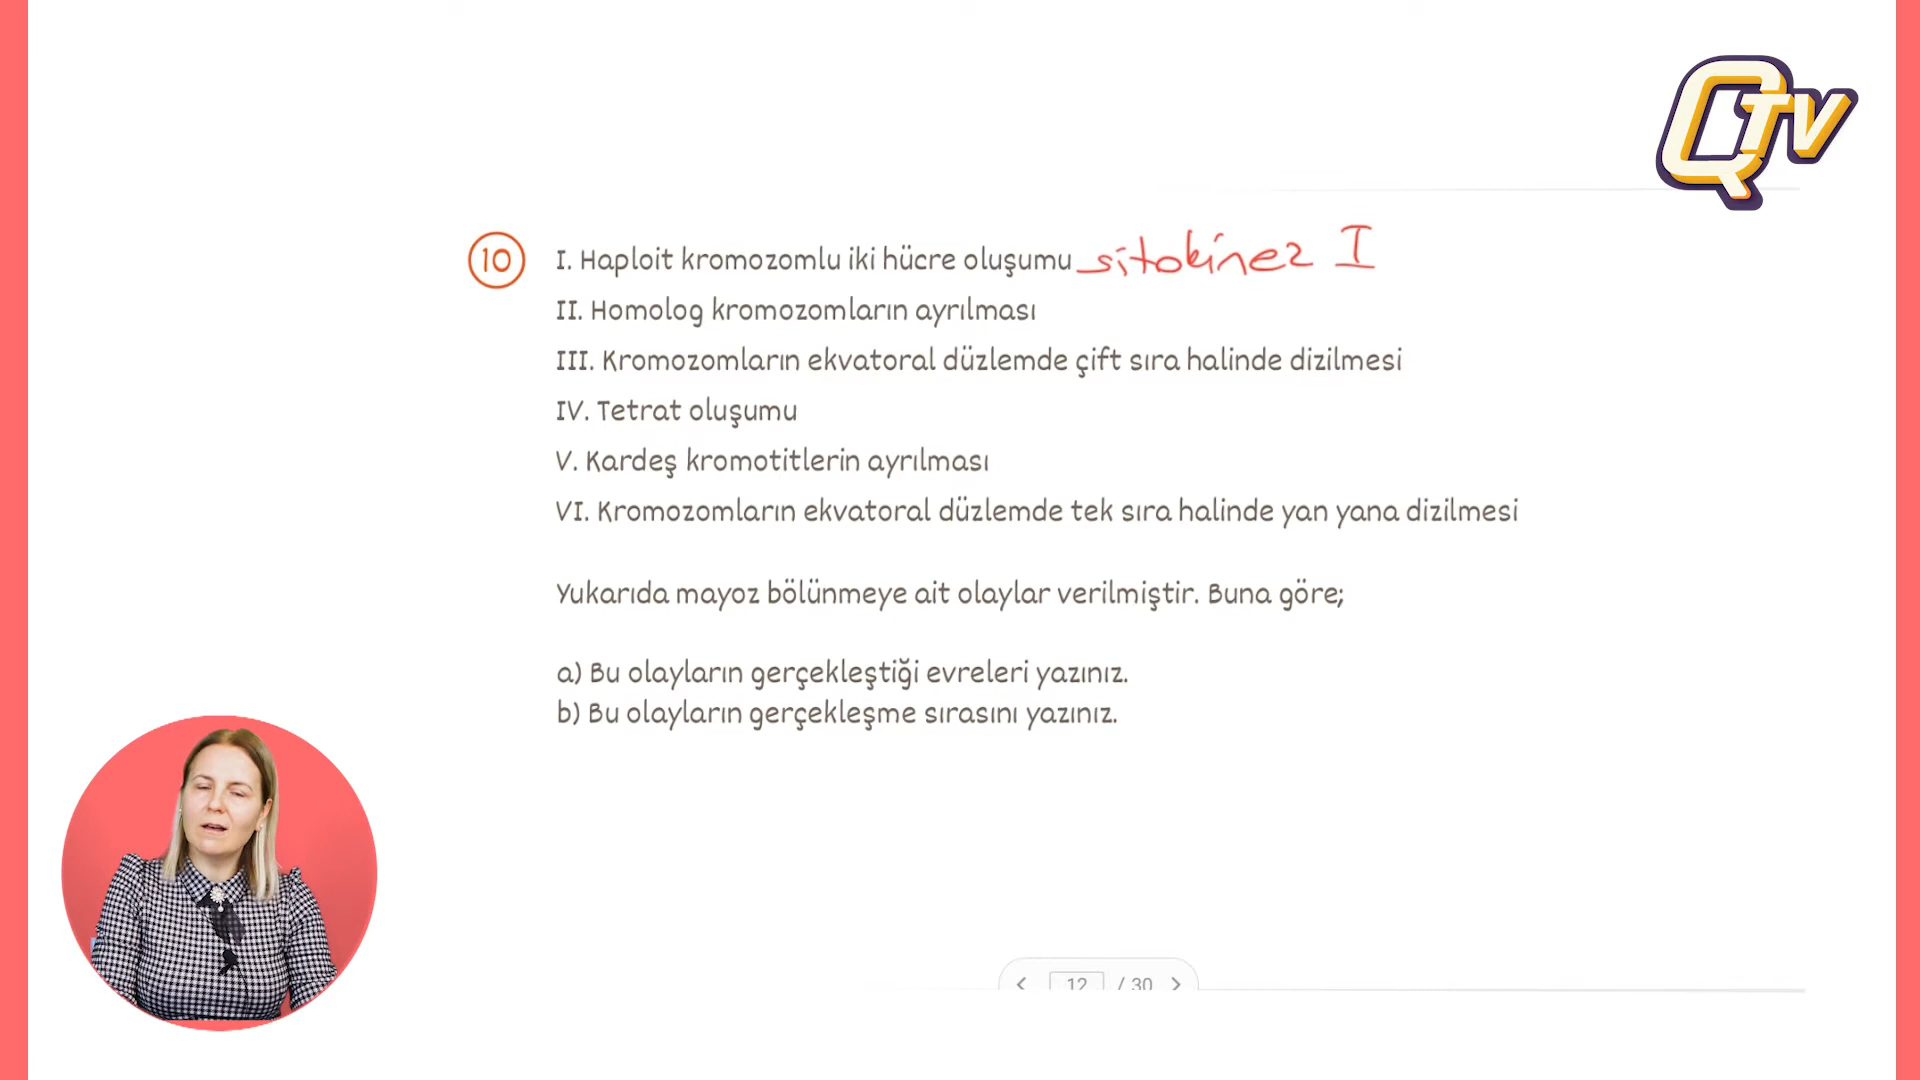 QTV
10 I. Haploit kromozomlu iki hücre oluşumu sitokinez I
II. Homolog kromozomların ayrılması
III. Kromozomların ekvatoral düzlemde çift sıra halinde dizilmesi
IV. Tetrat oluşumu
V. Kardeş kromotitlerin ayrılması
VI. Kromozomların ekvatoral düzlemde tek sıra halinde yan yana dizilmesi
Yukarıda mayoz bölünmeye ait olaylar verilmiştir. Buna göre;
a) Bu olayların gerçekleştiği evreleri yazınız.
b) Bu olayların gerçekleşme sırasını yazınız.
< 12 / 30 >